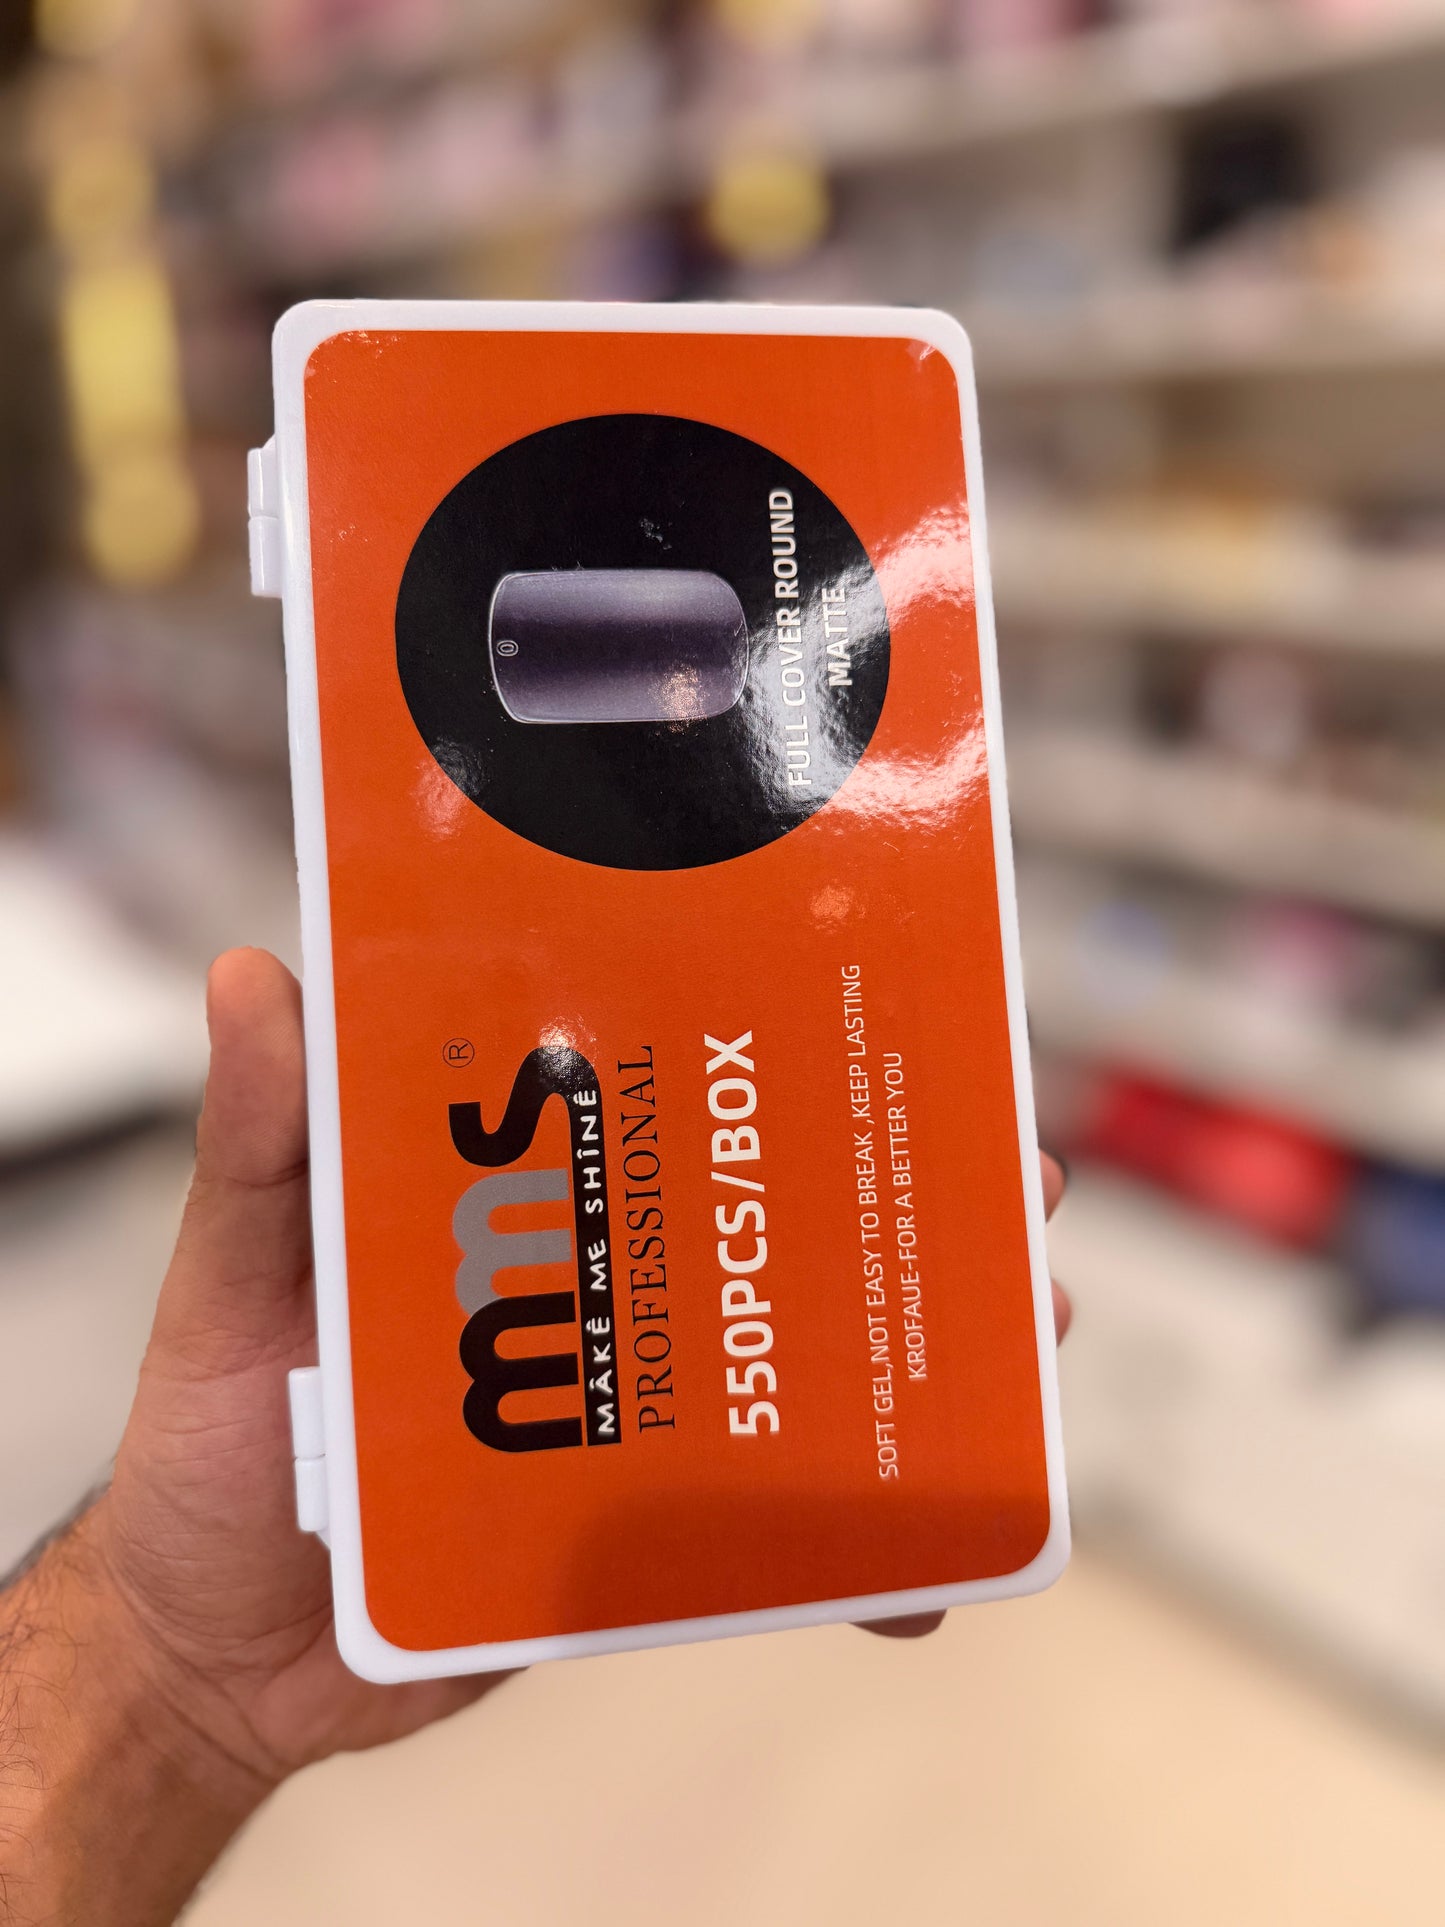 mms®
MÂKÊ ME SHÎNÊ
PROFESSIONAL
550PCS/BOX
SOFT GEL,NOT EASY TO BREAK ,KEEP LASTING
KROFAUE-FOR A BETTER YOU
0
FULL COVER ROUND
MATTE